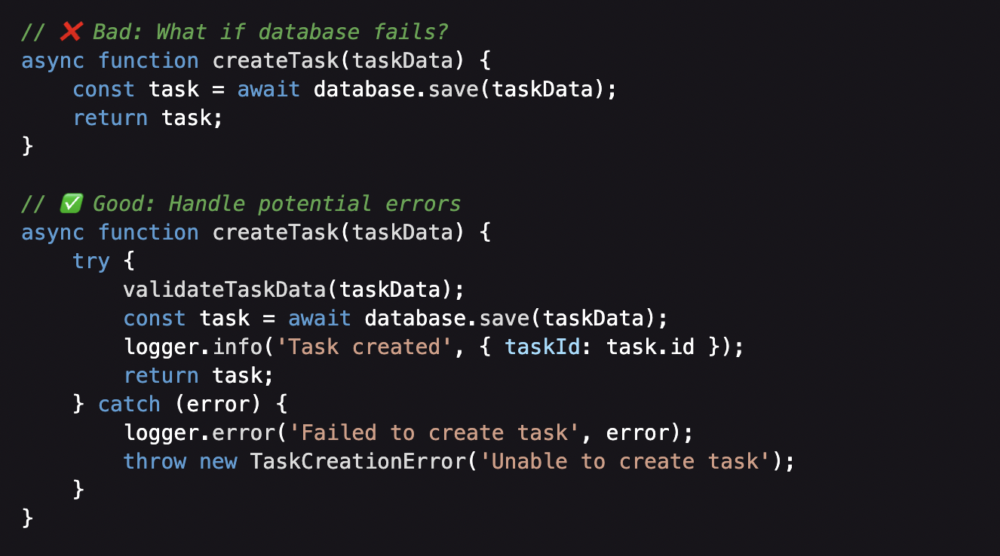 // ❌ Bad: What if database fails?
async function createTask(taskData) {
    const task = await database.save(taskData);
    return task;
}

// ✅ Good: Handle potential errors
async function createTask(taskData) {
    try {
        validateTaskData(taskData);
        const task = await database.save(taskData);
        logger.info('Task created', { taskId: task.id });
        return task;
    } catch (error) {
        logger.error('Failed to create task', error);
        throw new TaskCreationError('Unable to create task');
    }
}